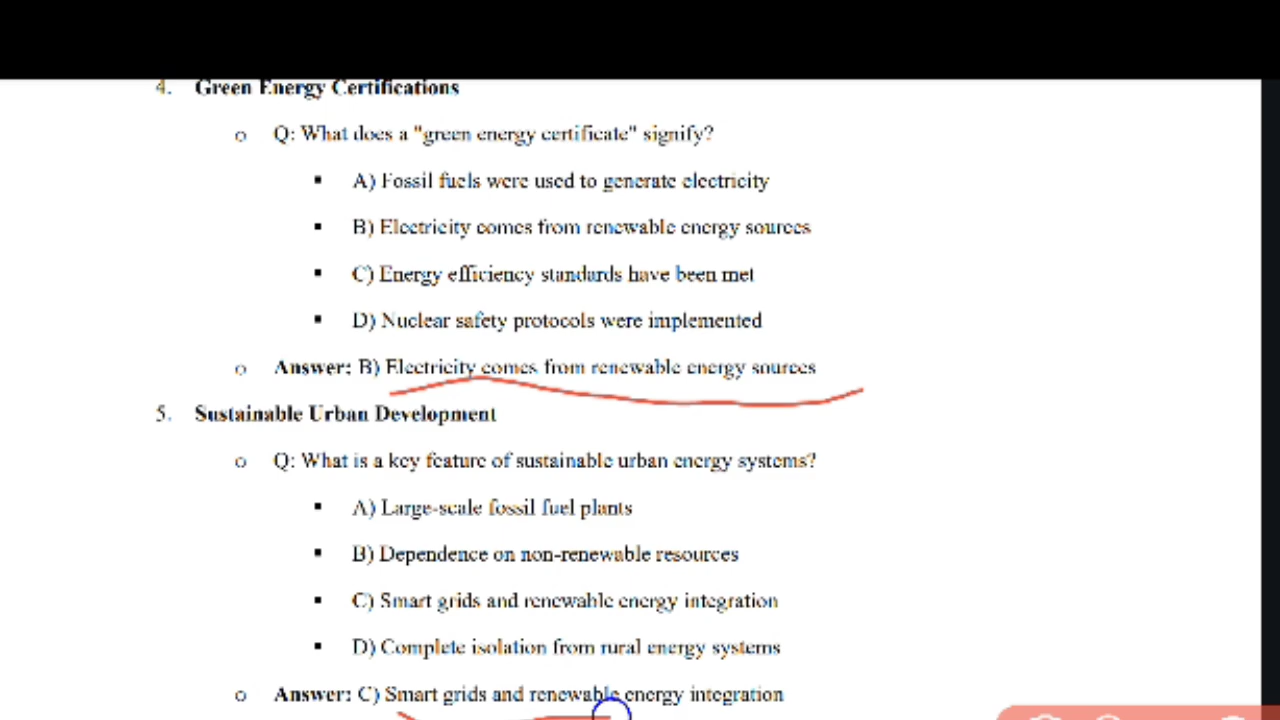 4. Green Energy Certifications
o Q: What does a "green energy certificate" signify?
▪ A) Fossil fuels were used to generate electricity
▪ B) Electricity comes from renewable energy sources
▪ C) Energy efficiency standards have been met
▪ D) Nuclear safety protocols were implemented
o Answer: B) Electricity comes from renewable energy sources
5. Sustainable Urban Development
o Q: What is a key feature of sustainable urban energy systems?
▪ A) Large-scale fossil fuel plants
▪ B) Dependence on non-renewable resources
▪ C) Smart grids and renewable energy integration
▪ D) Complete isolation from rural energy systems
o Answer: C) Smart grids and renewable energy integration